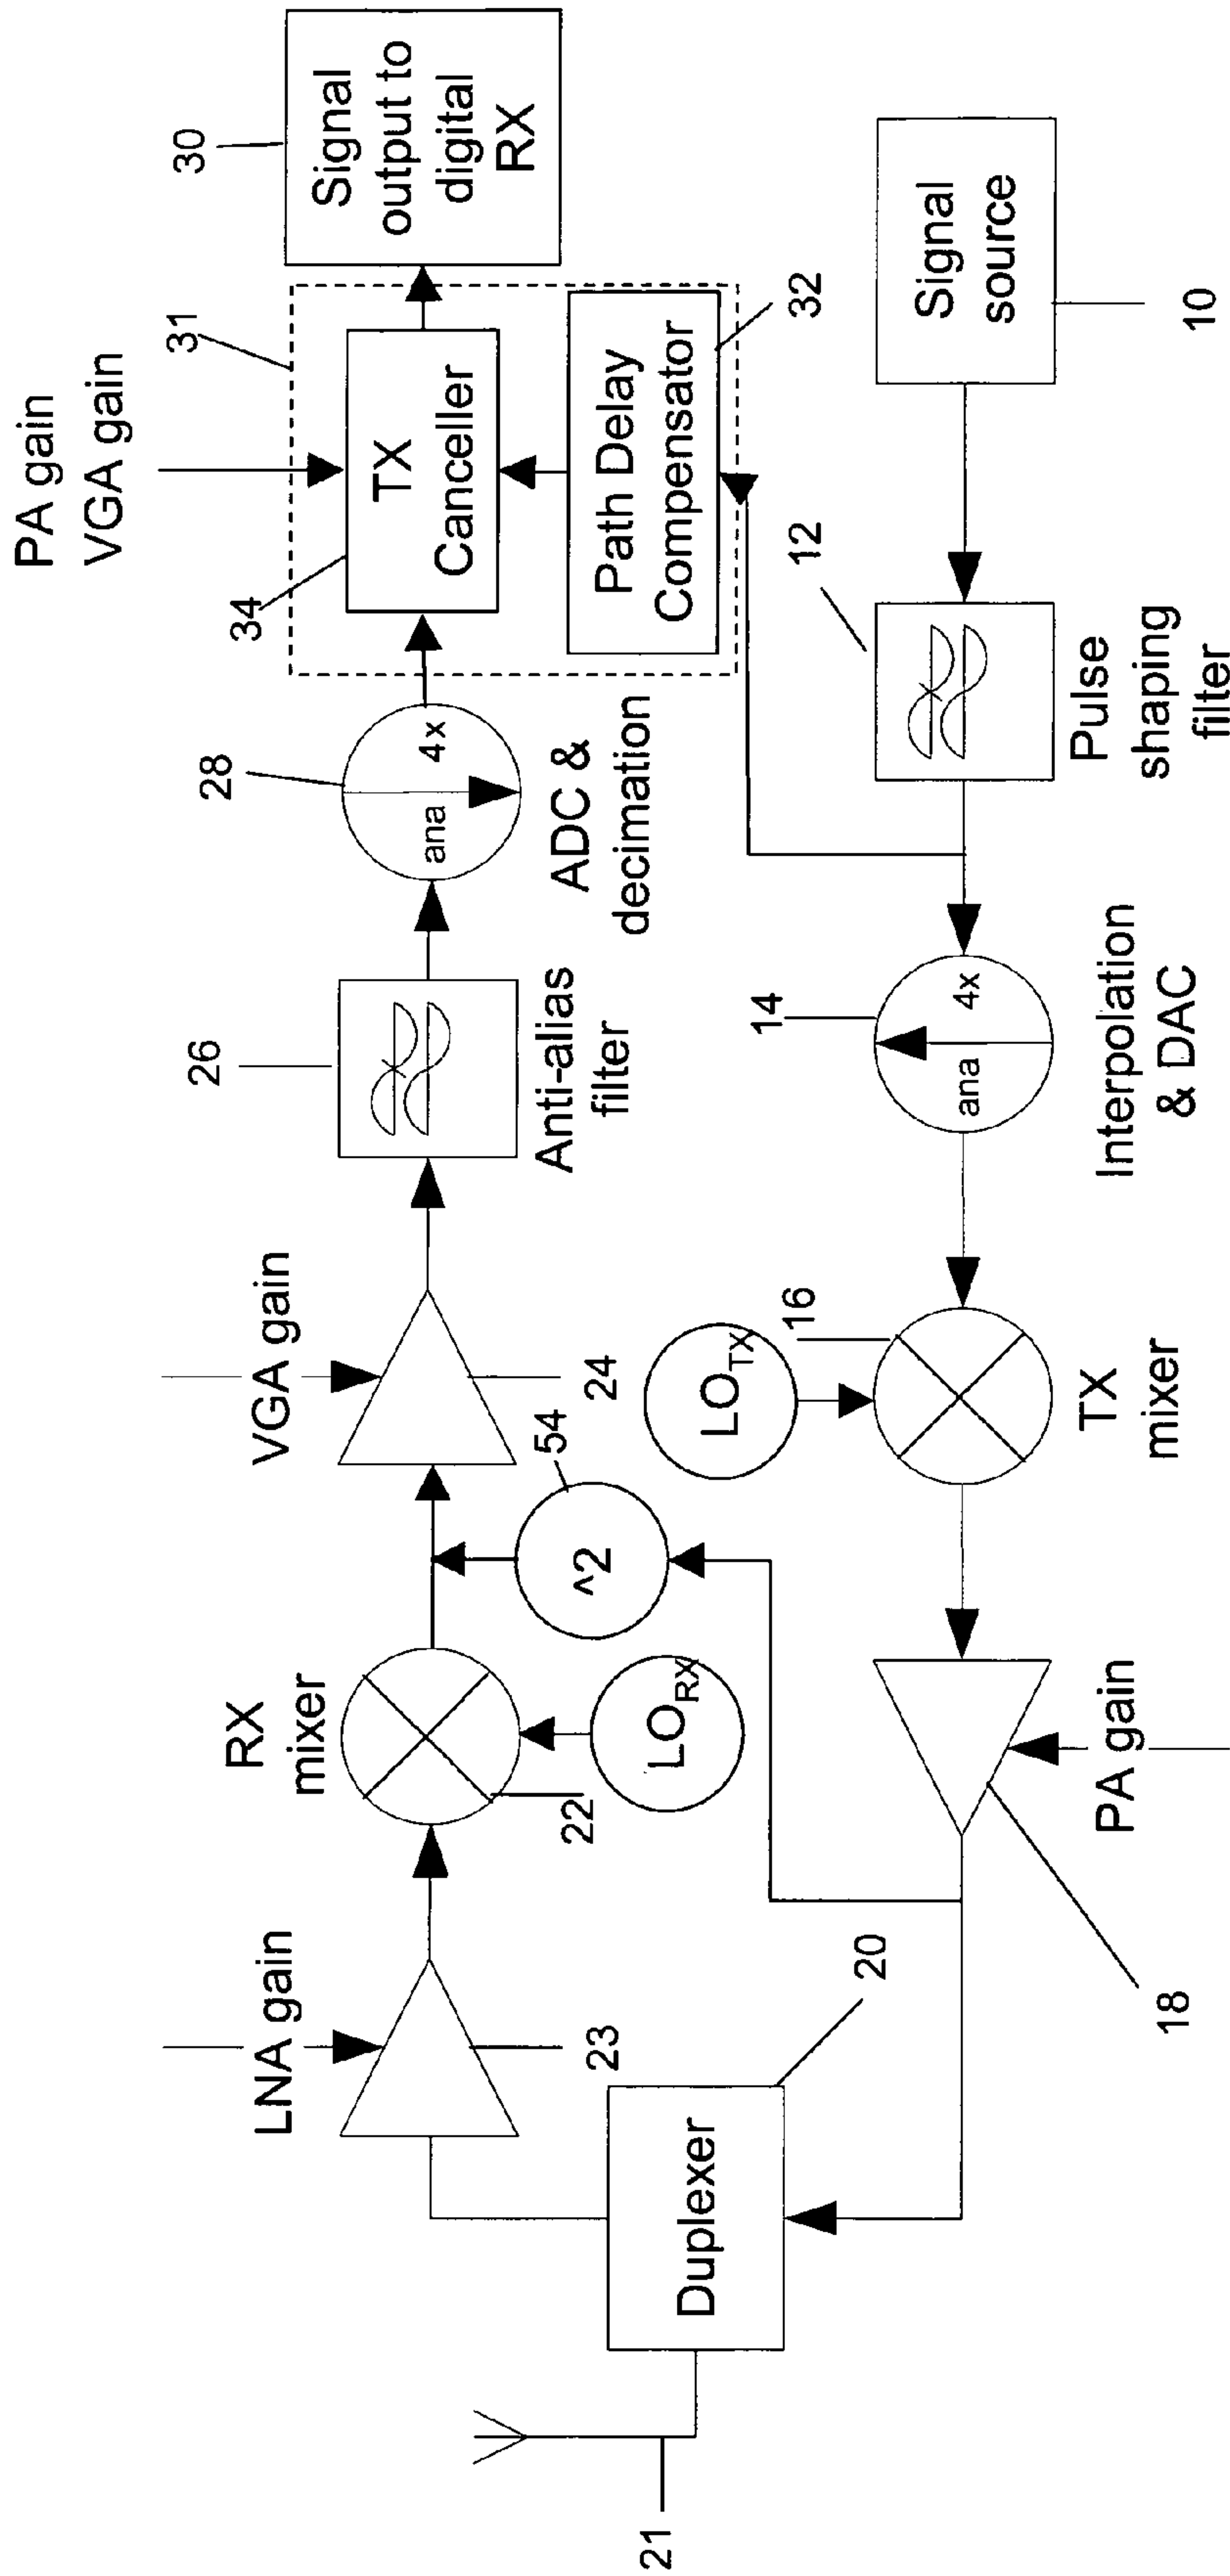 PA gain
VGA gain
31
30
Signal
output to
digital
RX
34
TX
Canceller
Path Delay
Compensator
32
28
ana
4x
ADC &
decimation
26
Anti-alias
filter
VGA gain
24
54
^2
RX
mixer
22
LO RX
LNA gain
23
21
Duplexer
20
18
PA gain
LO TX
16
TX
mixer
14
ana
4x
Interpolation
& DAC
12
Pulse
shaping
filter
Signal
source
10